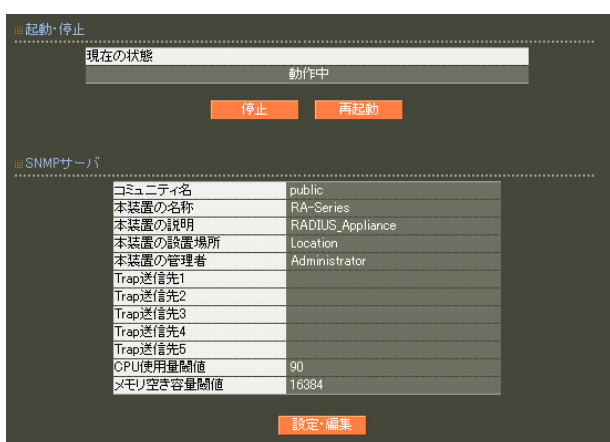 起動・停止
現在の状態
動作中
停止 再起動
SNMPサーバ
コミュニティ名 public
本装置の名称 RA-Series
本装置の説明 RADIUS_Appliance
本装置の設置場所 Location
本装置の管理者 Administrator
Trap送信先1
Trap送信先2
Trap送信先3
Trap送信先4
Trap送信先5
CPU使用量閾値 90
メモリ空き容量閾値 16384
設定・編集